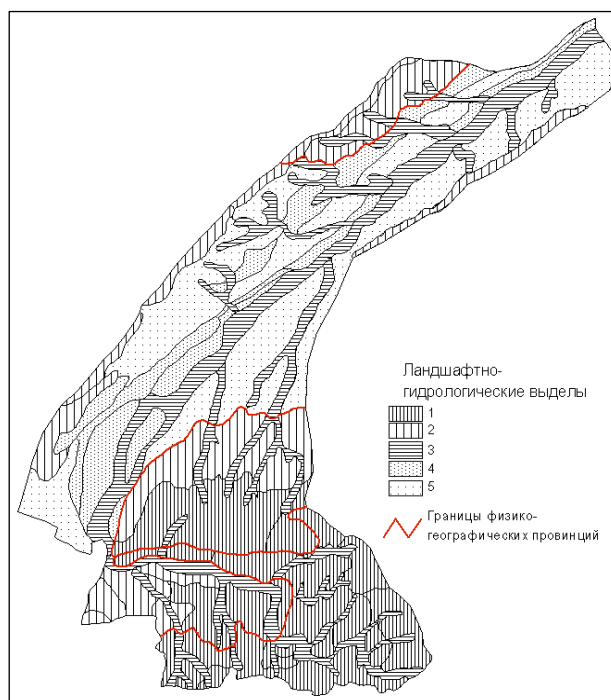 Ландшафтно-
гидрологические выделы
1
2
3
4
5
Границы физико-
географических провинций